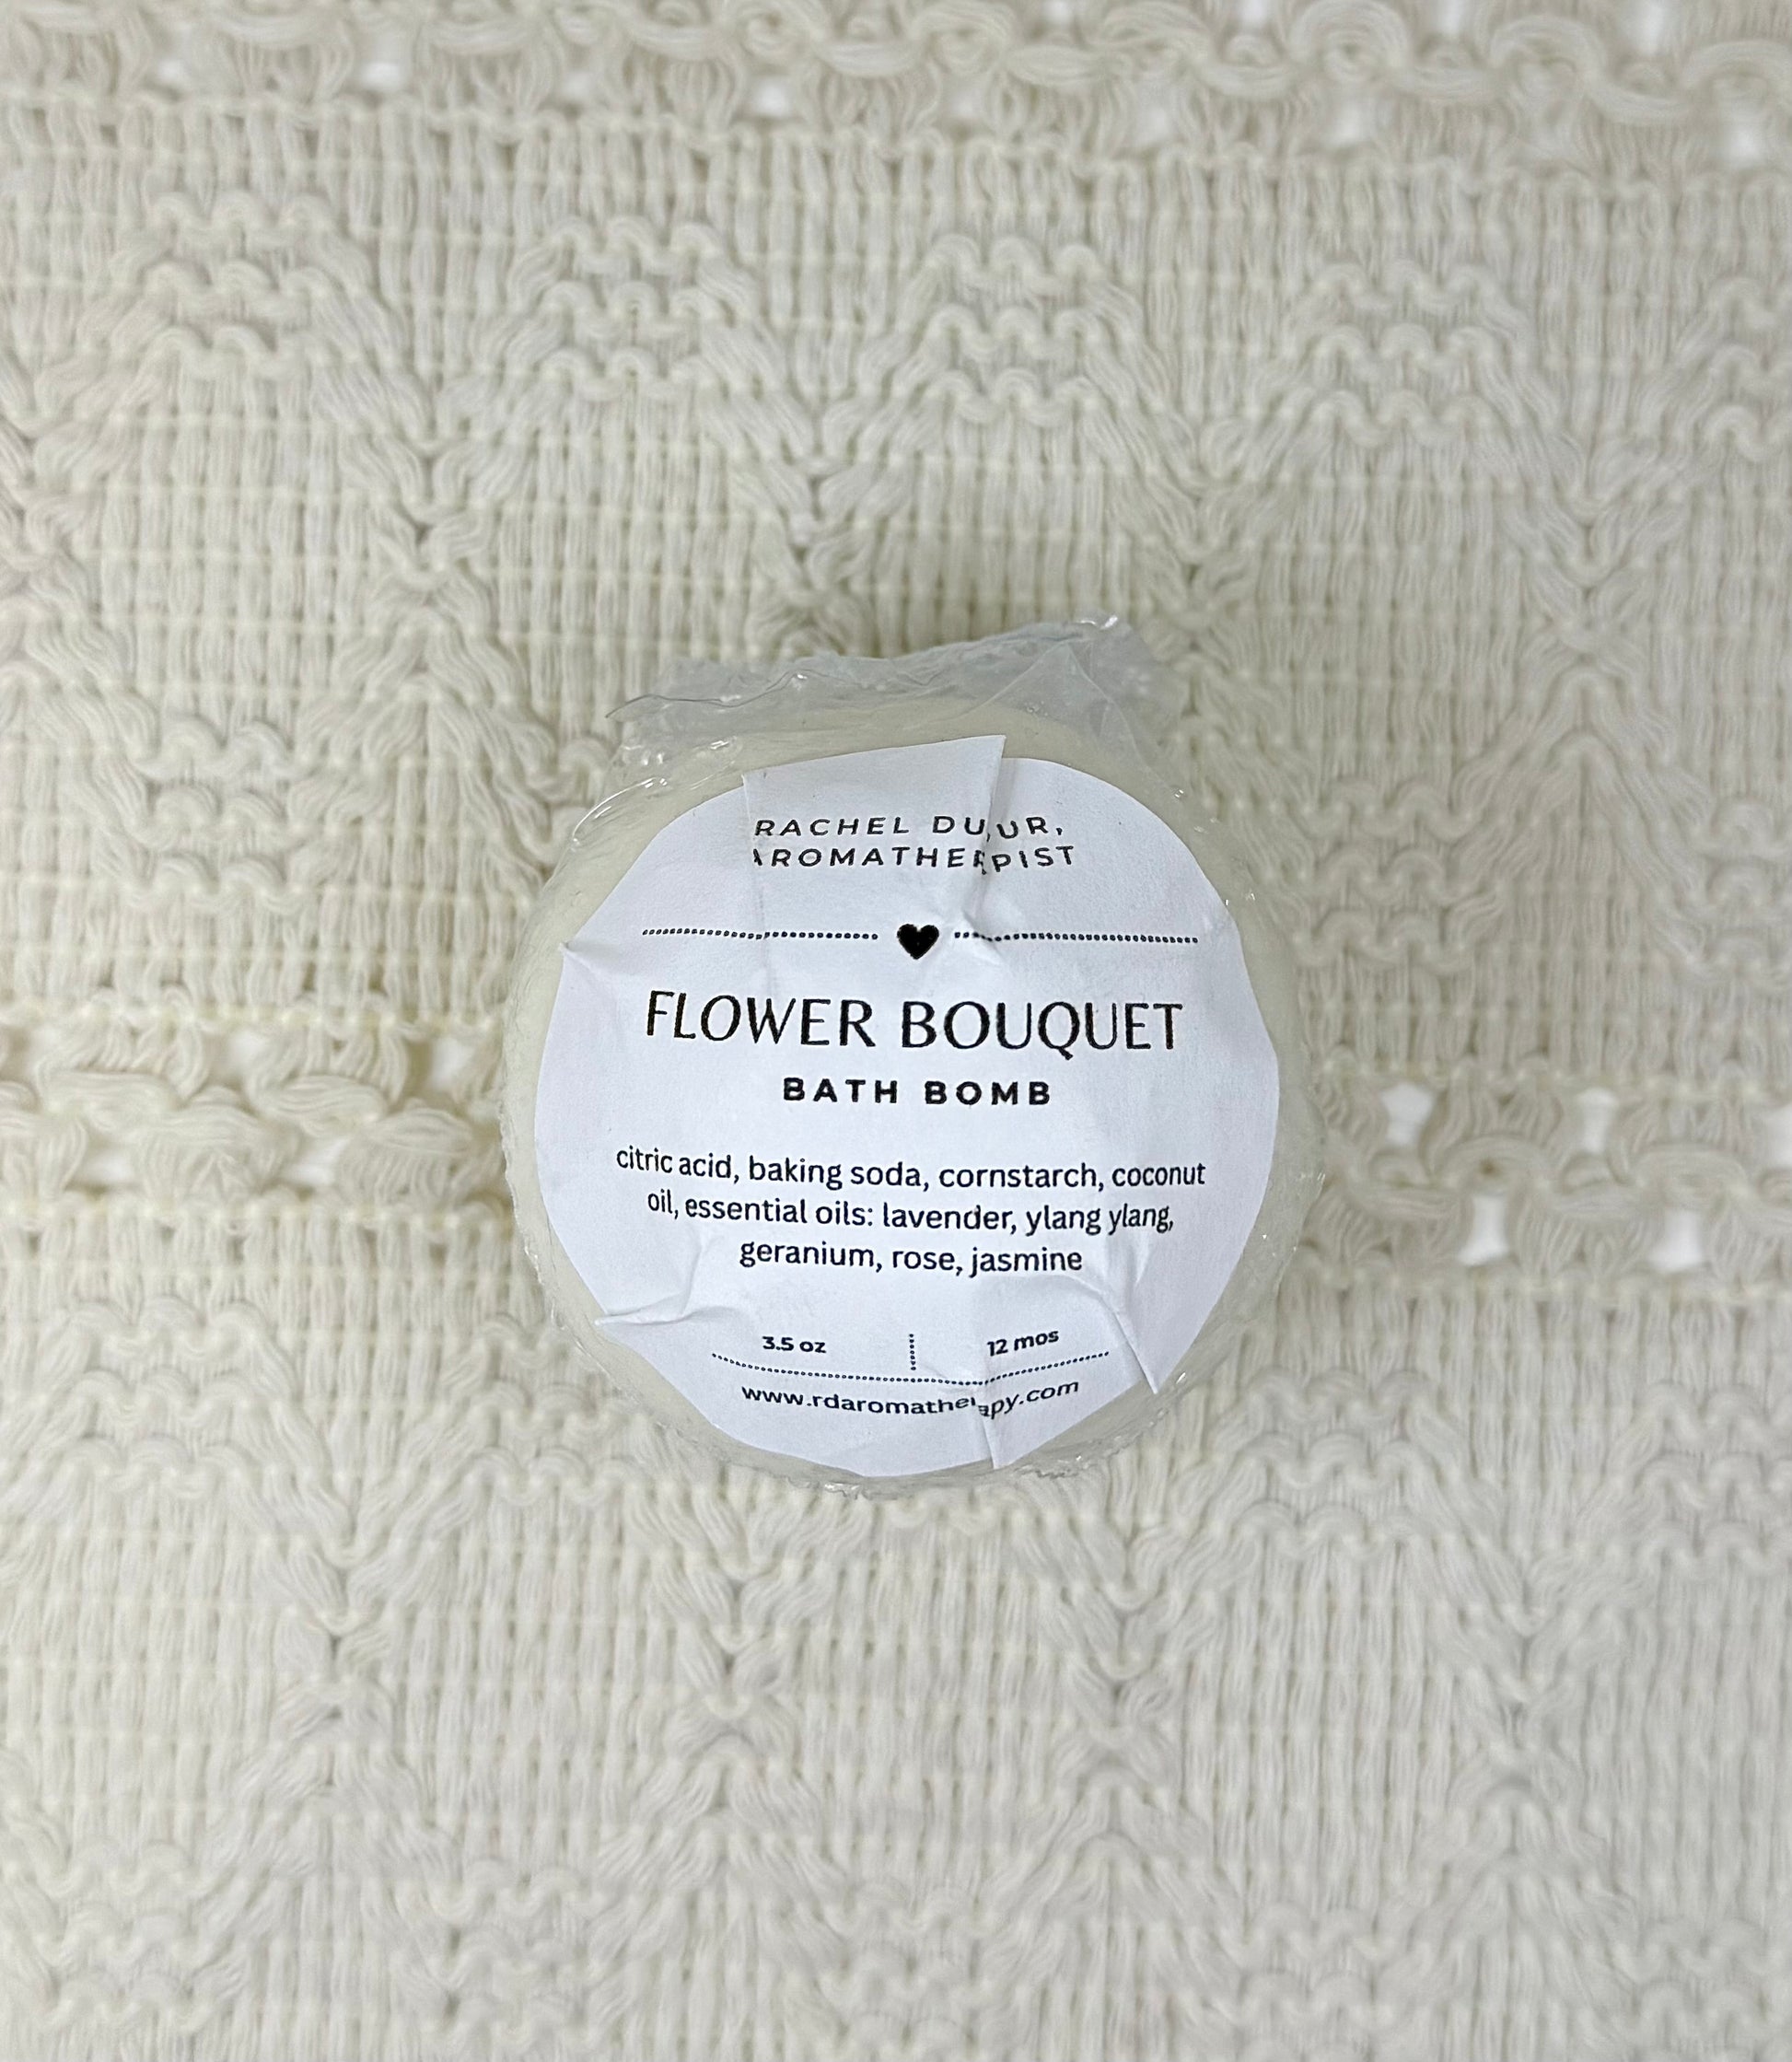 RACHEL
AROMATHERAPIST
FLOWER BOUQUET
BATH BOMB
citric acid, baking soda, cornstarch, coconut
oil, essential oils: lavender, ylang ylang,
geranium, rose, jasmine
3.5 oz 12 mos
www.rdaromatherapy.com